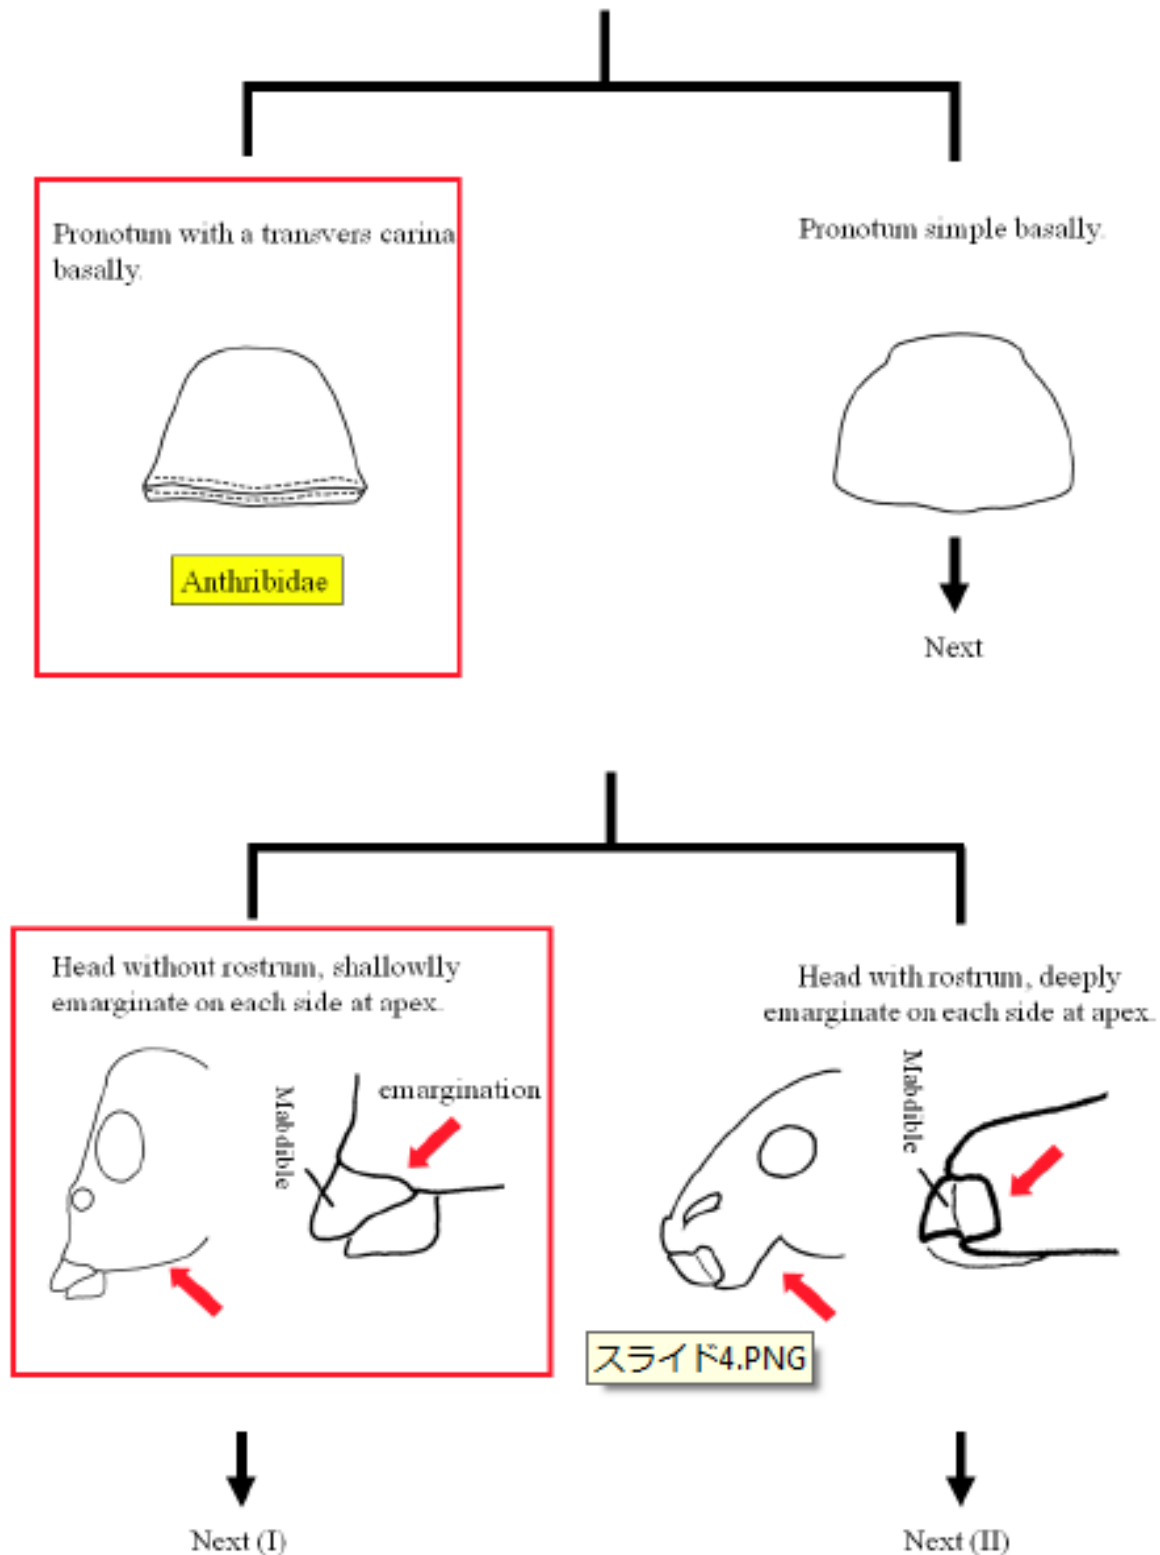 Pronotum with a transvers carina
basally.
Pronotum simple basally.
Anthribidae
Next
Head without rostrum, shallowlly
emarginate on each side at apex.
Head with rostrum, deeply
emarginate on each side at apex.
Mabdible
emargination
Mabdible
スライド4.PNG
Next (I)
Next (II)